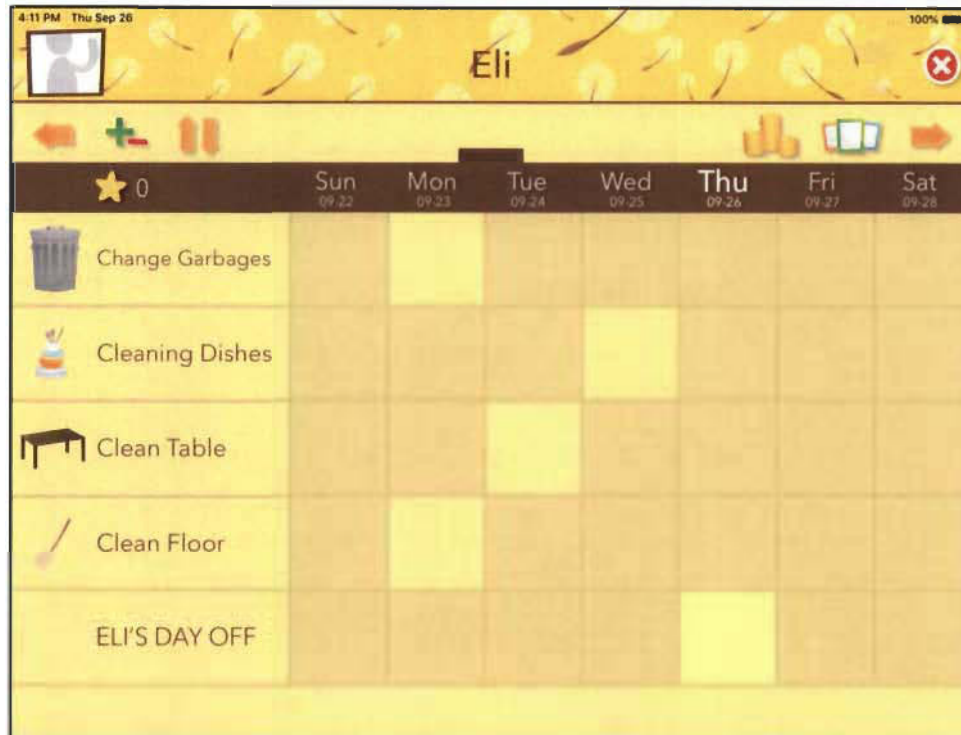 4:11 PM Thu Sep 26
100%
Eli
0 Sun Mon Tue Wed Thu Fri Sat
09-22 09-23 09-24 09-25 09-26 09-27 09-28
Change Garbages
Cleaning Dishes
Clean Table
Clean Floor
ELI'S DAY OFF